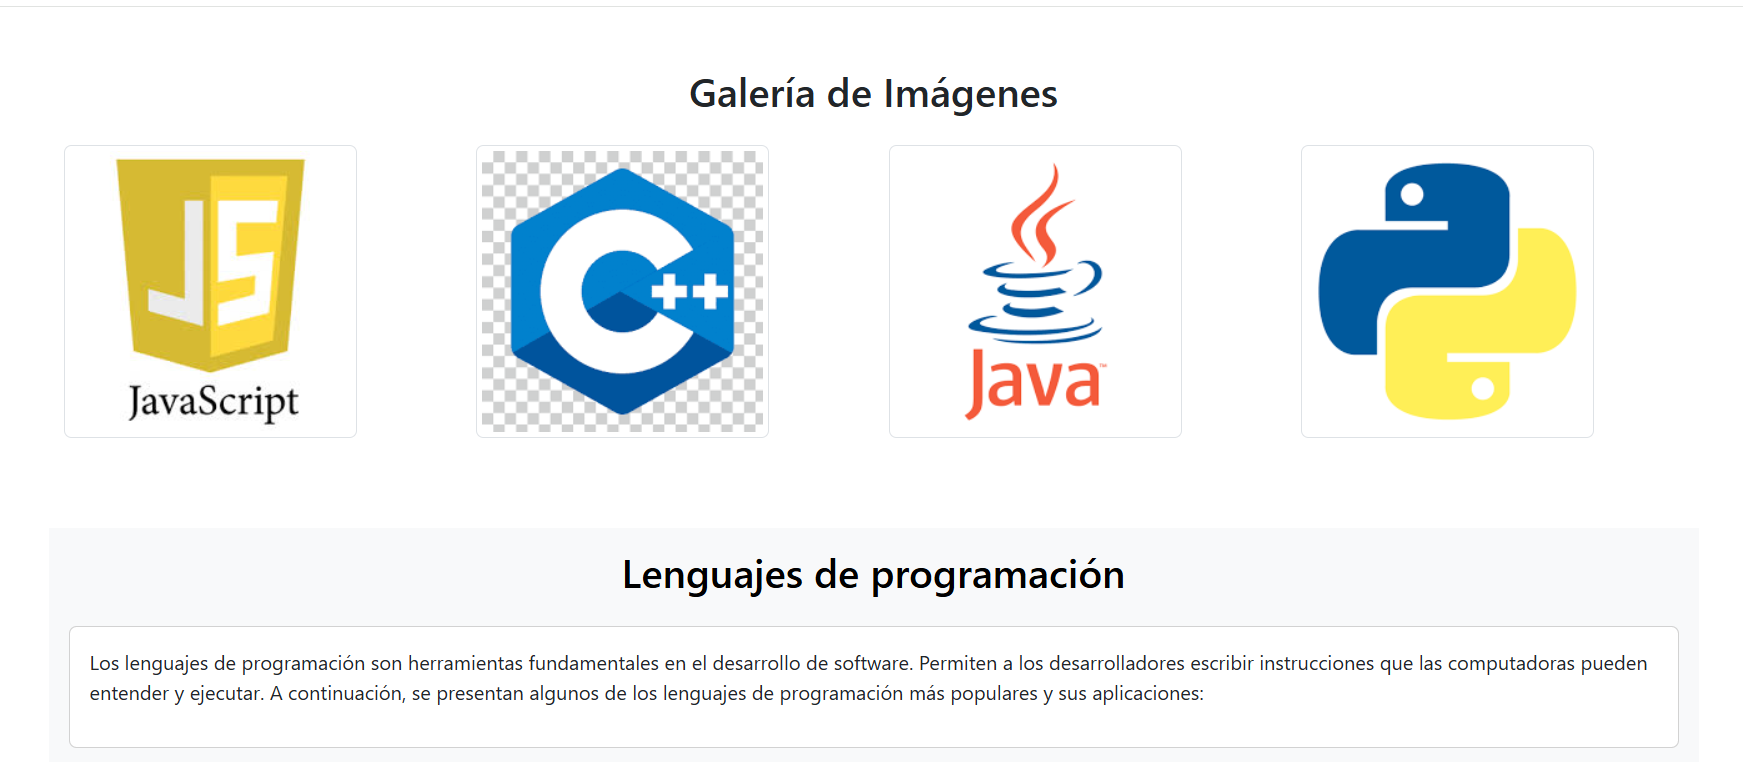 Galería de Imágenes
JS
JavaScript
C++
Java™
Lenguajes de programación
Los lenguajes de programación son herramientas fundamentales en el desarrollo de software. Permiten a los desarrolladores escribir instrucciones que las computadoras pueden
entender y ejecutar. A continuación, se presentan algunos de los lenguajes de programación más populares y sus aplicaciones: